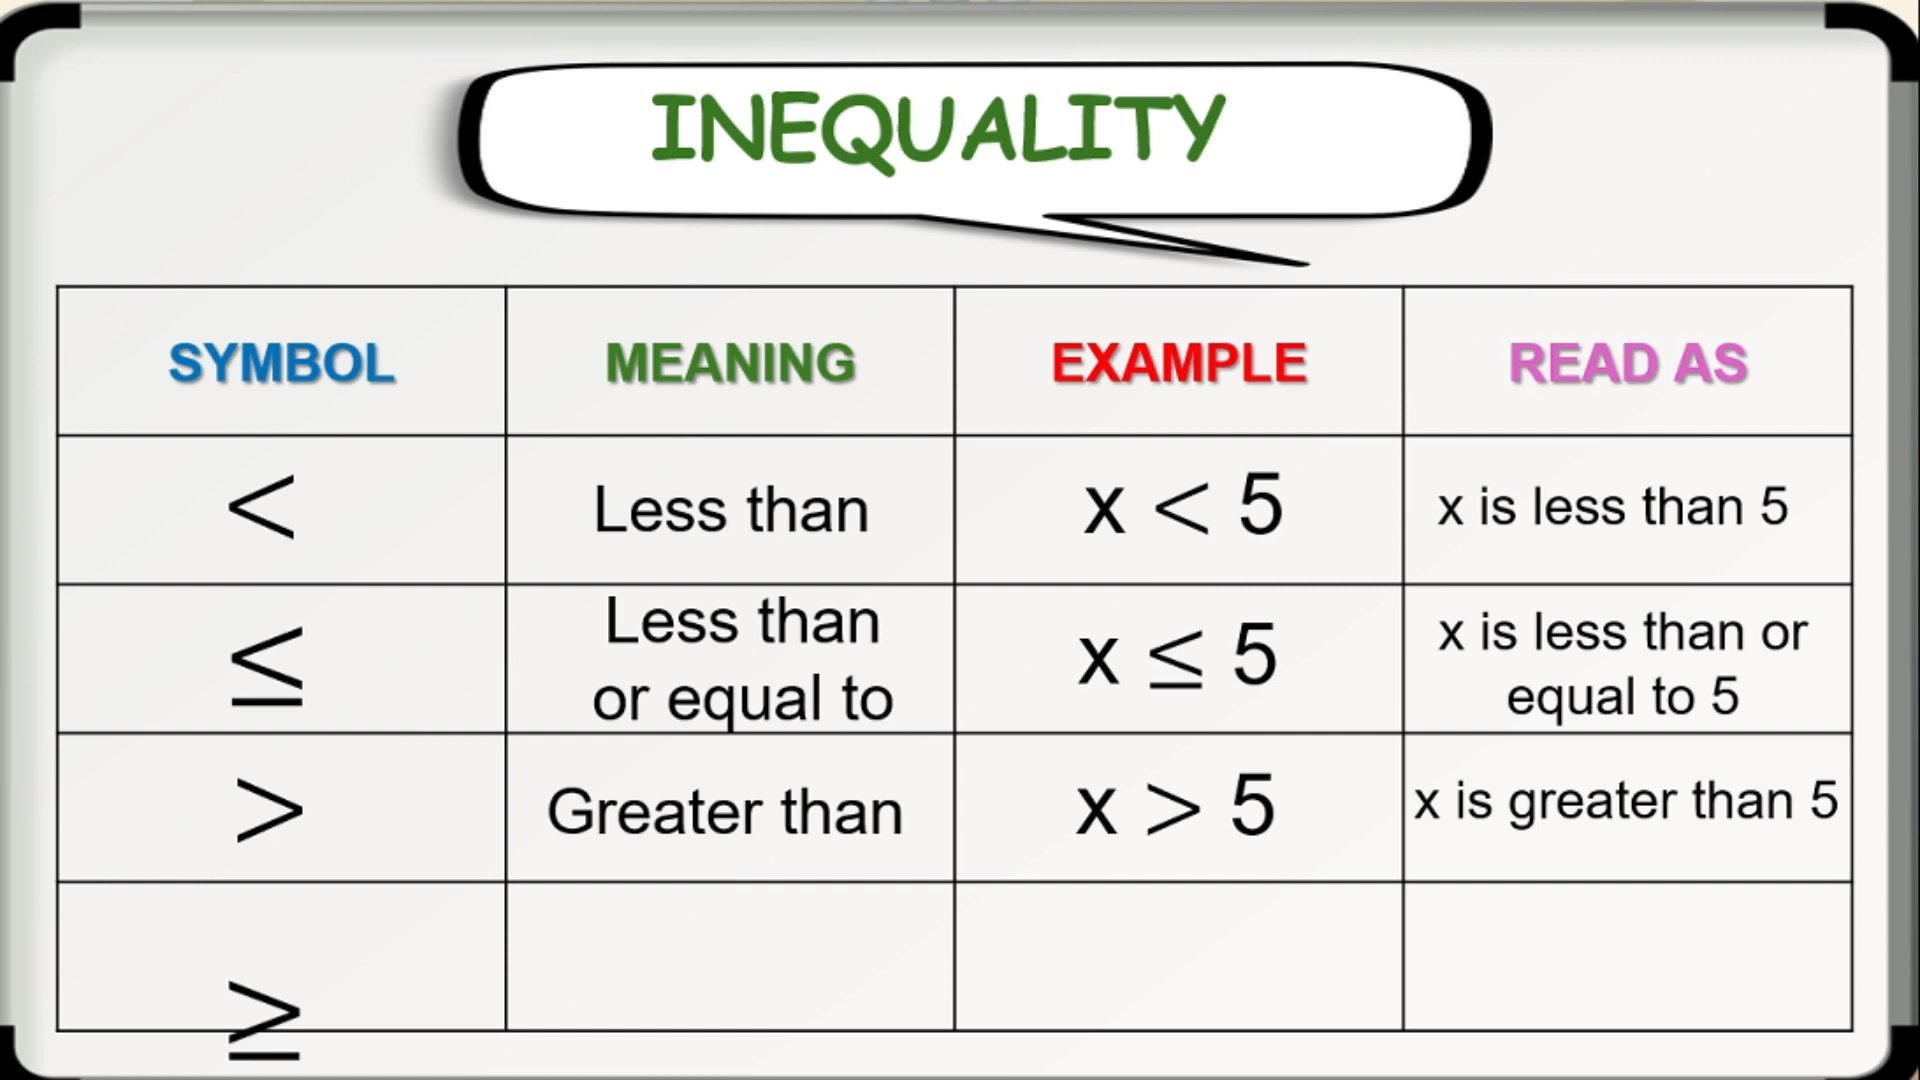 INEQUALITY
SYMBOL MEANING EXAMPLE READ AS
< Less than x < 5 x is less than 5
≤ Less than
or equal to x ≤ 5 x is less than or
equal to 5
> Greater than x > 5 x is greater than 5
≥